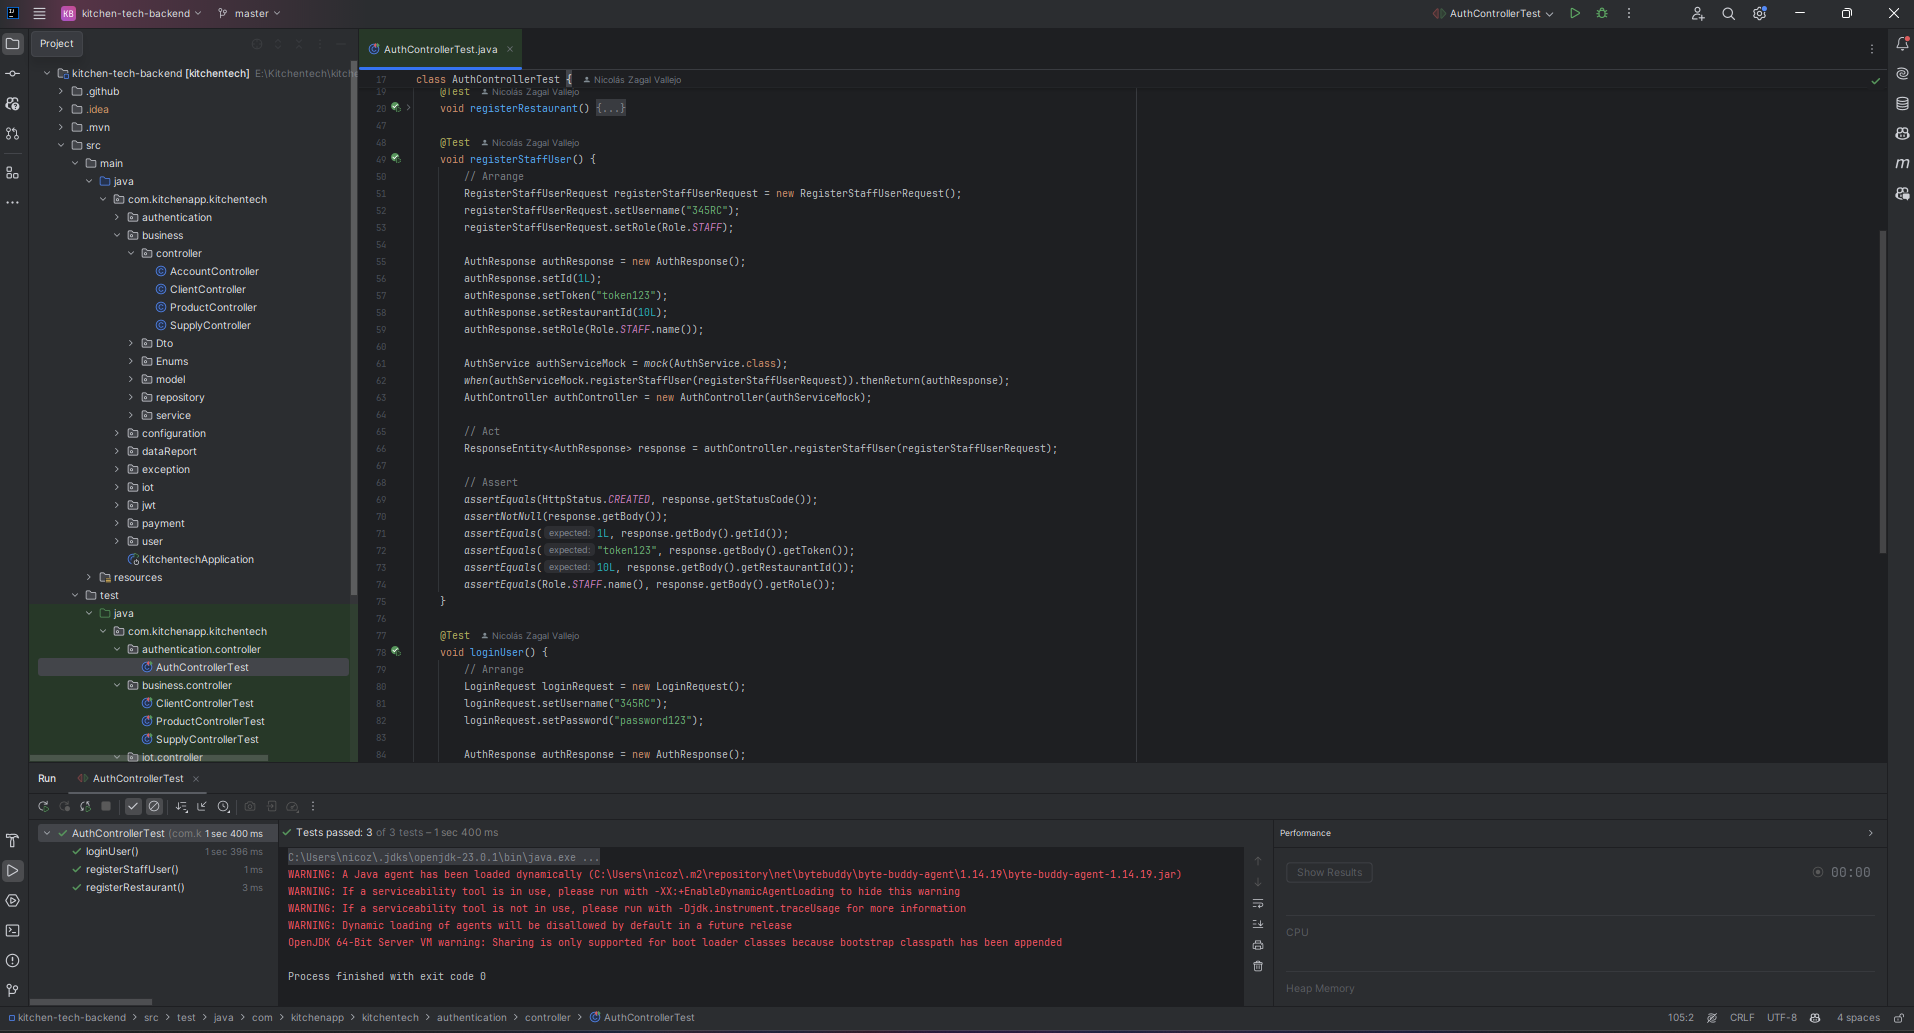 KB kitchen-tech-backend master AuthControllerTest
Project
kitchen-tech-backend [kitchentech] E:\Kitchentech\kitche
.github
.idea
.mvn
src
main
java
com.kitchenapp.kitchentech
authentication
business
controller
AccountController
ClientController
ProductController
SupplyController
Dto
Enums
model
repository
service
configuration
dataReport
exception
iot
jwt
payment
user
KitchentechApplication
resources
test
java
com.kitchenapp.kitchentech
authentication.controller
AuthControllerTest
business.controller
ClientControllerTest
ProductControllerTest
SupplyControllerTest
iot.controller
AuthControllerTest.java
17 class AuthControllerTest { Nicolás Zagal Vallejo
19 @Test Nicolás Zagal Vallejo
20 void registerRestaurant() {...}
47
48 @Test Nicolás Zagal Vallejo
49 void registerStaffUser() {
50 // Arrange
51 RegisterStaffUserRequest registerStaffUserRequest = new RegisterStaffUserRequest();
52 registerStaffUserRequest.setUsername("345RC");
53 registerStaffUserRequest.setRole(Role.STAFF);
54
55 AuthResponse authResponse = new AuthResponse();
56 authResponse.setId(1L);
57 authResponse.setToken("token123");
58 authResponse.setRestaurantId(10L);
59 authResponse.setRole(Role.STAFF.name());
60
61 AuthService authServiceMock = mock(AuthService.class);
62 when(authServiceMock.registerStaffUser(registerStaffUserRequest)).thenReturn(authResponse);
63 AuthController authController = new AuthController(authServiceMock);
64
65 // Act
66 ResponseEntity<AuthResponse> response = authController.registerStaffUser(registerStaffUserRequest);
67
68 // Assert
69 assertEquals(HttpStatus.CREATED, response.getStatusCode());
70 assertNotNull(response.getBody());
71 assertEquals( expected: 1L, response.getBody().getId());
72 assertEquals( expected: "token123", response.getBody().getToken());
73 assertEquals( expected: 10L, response.getBody().getRestaurantId());
74 assertEquals(Role.STAFF.name(), response.getBody().getRole());
75 }
76
77 @Test Nicolás Zagal Vallejo
78 void loginUser() {
79 // Arrange
80 LoginRequest loginRequest = new LoginRequest();
81 loginRequest.setUsername("345RC");
82 loginRequest.setPassword("password123");
83
84 AuthResponse authResponse = new AuthResponse();
Run AuthControllerTest
AuthControllerTest (com.k 1 sec 400 ms
loginUser() 1 sec 396 ms
registerStaffUser() 1 ms
registerRestaurant() 3 ms
Tests passed: 3 of 3 tests – 1 sec 400 ms
C:\Users\nicoz\.jdks\openjdk-23.0.1\bin\java.exe ...
WARNING: A Java agent has been loaded dynamically (C:\Users\nicoz\.m2\repository\net\bytebuddy\byte-buddy-agent\1.14.19\byte-buddy-agent-1.14.19.jar)
WARNING: If a serviceability tool is in use, please run with -XX:+EnableDynamicAgentLoading to hide this warning
WARNING: If a serviceability tool is not in use, please run with -Djdk.instrument.traceUsage for more information
WARNING: Dynamic loading of agents will be disallowed by default in a future release
OpenJDK 64-Bit Server VM warning: Sharing is only supported for boot loader classes because bootstrap classpath has been appended
Process finished with exit code 0
Performance
Show Results 00:00
CPU
Heap Memory
kitchen-tech-backend > src > test > java > com > kitchenapp > kitchentech > authentication > controller > AuthControllerTest 105:2 CRLF UTF-8 4 spaces